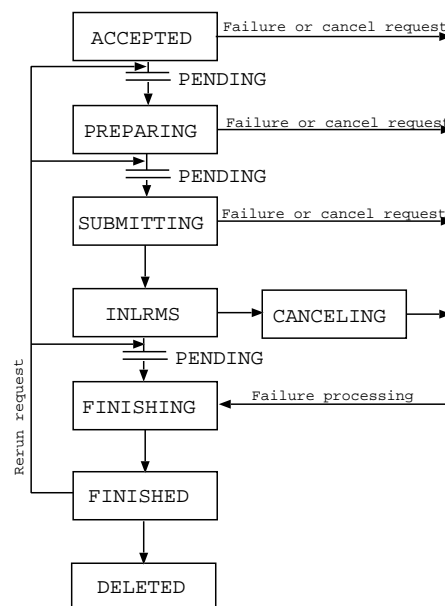 ACCEPTED
Failure or cancel request
PENDING
PREPARING
Failure or cancel request
PENDING
SUBMITTING
Failure or cancel request
INLRMS
CANCELING
PENDING
Rerun request
FINISHING
Failure processing
FINISHED
DELETED